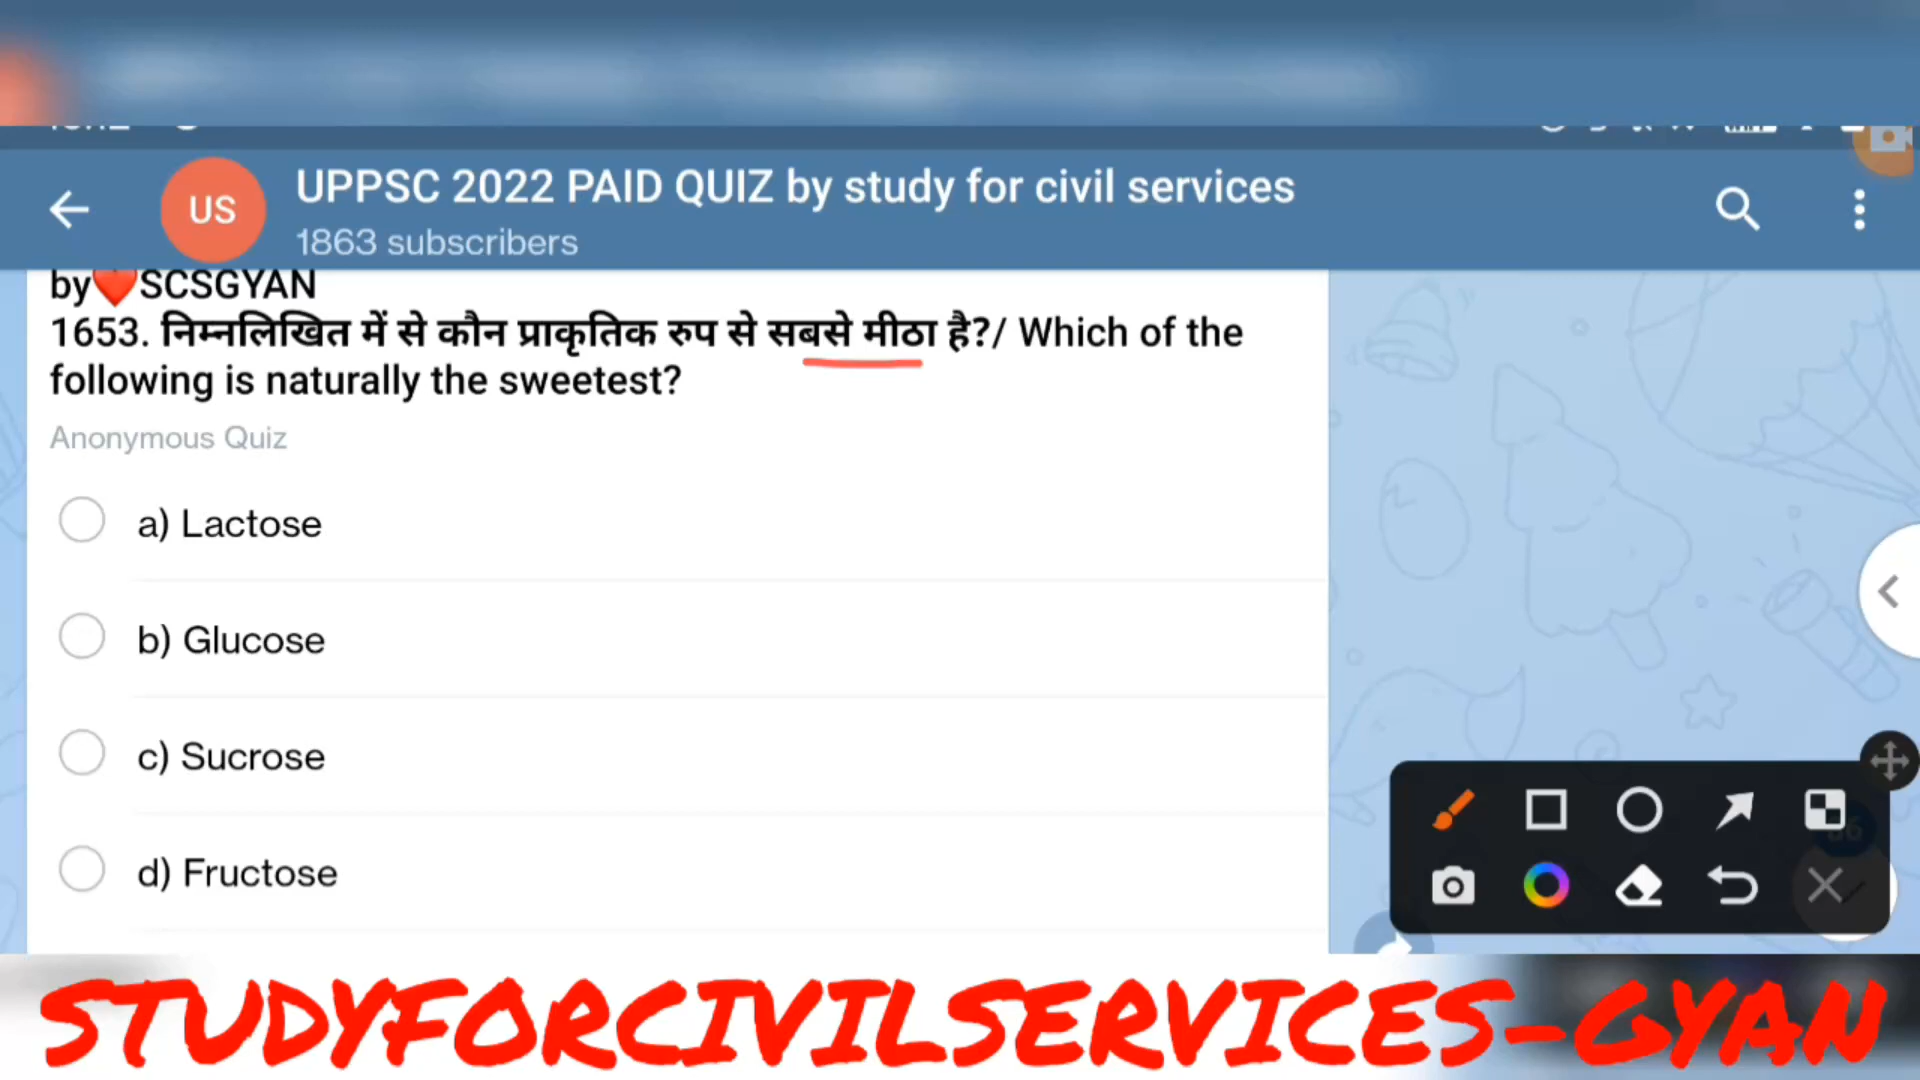 US
UPPSC 2022 PAID QUIZ by study for civil services
1863 subscribers
by❤️SCSGYAN
1653. निम्नलिखित में से कौन प्राकृतिक रुप से सबसे मीठा है?/ Which of the
following is naturally the sweetest?
Anonymous Quiz
a) Lactose
b) Glucose
c) Sucrose
d) Fructose
STUDYFORCIVILSERVICES-GYAN